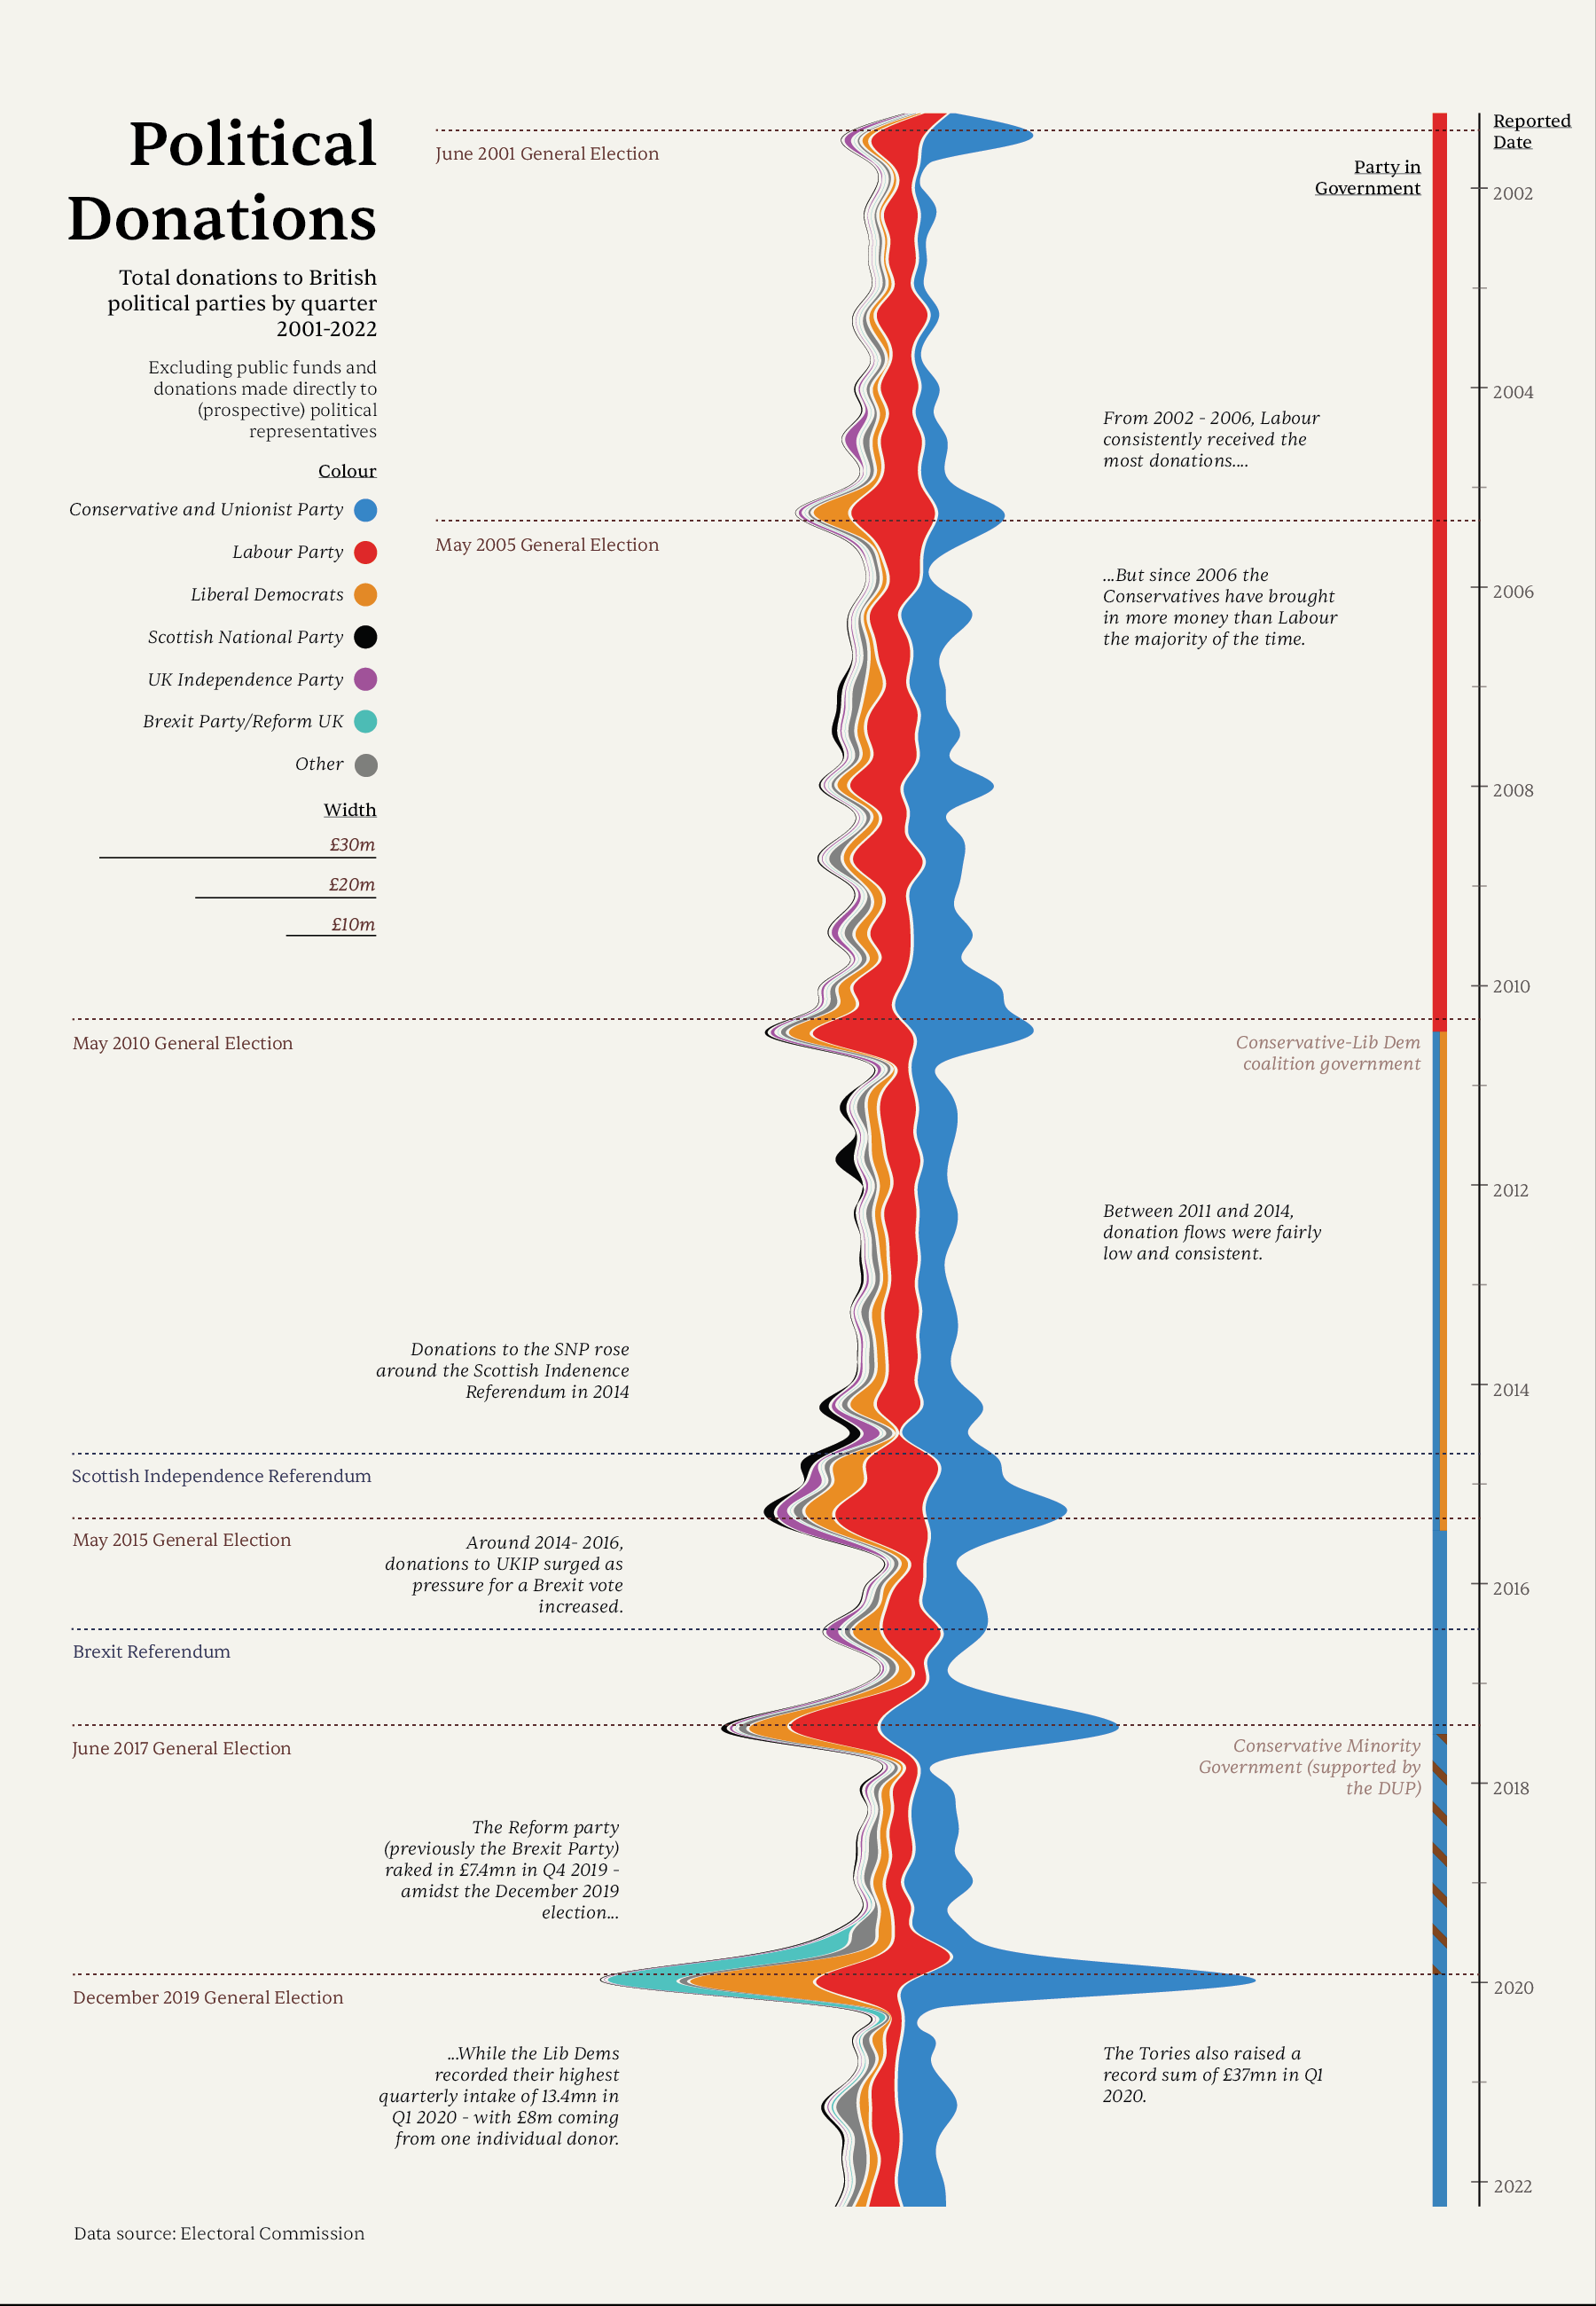 Political
Donations
Total donations to British
political parties by quarter
2001-2022
Excluding public funds and
donations made directly to
(prospective) political
representatives
Colour
Conservative and Unionist Party
Labour Party
Liberal Democrats
Scottish National Party
UK Independence Party
Brexit Party/Reform UK
Other
Width
£30m
£20m
£10m
June 2001 General Election
Party in
Government
Reported
Date
2002
2004
From 2002 - 2006, Labour
consistently received the
most donations....
May 2005 General Election
...But since 2006 the
Conservatives have brought
in more money than Labour
the majority of the time.
2006
2008
2010
May 2010 General Election
Conservative-Lib Dem
coalition government
2012
Between 2011 and 2014,
donation flows were fairly
low and consistent.
Donations to the SNP rose
around the Scottish Indenence
Referendum in 2014
2014
Scottish Independence Referendum
May 2015 General Election
Around 2014- 2016,
donations to UKIP surged as
pressure for a Brexit vote
increased.
2016
Brexit Referendum
June 2017 General Election
Conservative Minority
Government (supported by
the DUP)
2018
The Reform party
(previously the Brexit Party)
raked in £7.4mn in Q4 2019 -
amidst the December 2019
election...
December 2019 General Election
2020
...While the Lib Dems
recorded their highest
quarterly intake of 13.4mn in
Q1 2020 - with £8m coming
from one individual donor.
The Tories also raised a
record sum of £37mn in Q1
2020.
2022
Data source: Electoral Commission